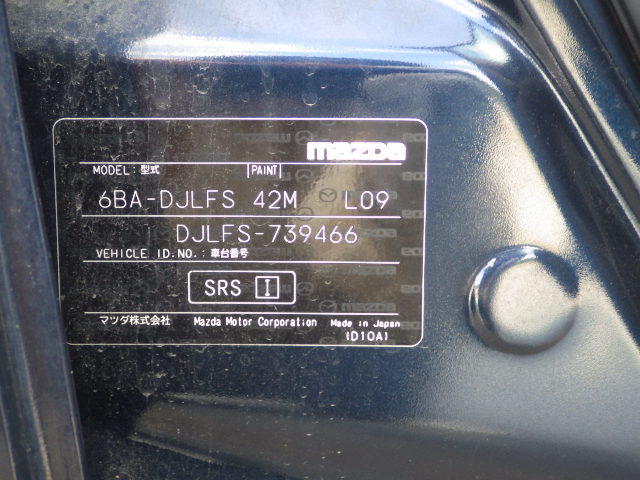 mazda
MODEL:型式 PAINT
6BA-DJLFS 42M L09
DJLFS-739466
VEHICLE ID.NO.:車台番号
SRS I
マツダ株式会社 Mazda Motor Corporation Made in Japan
(D10A)